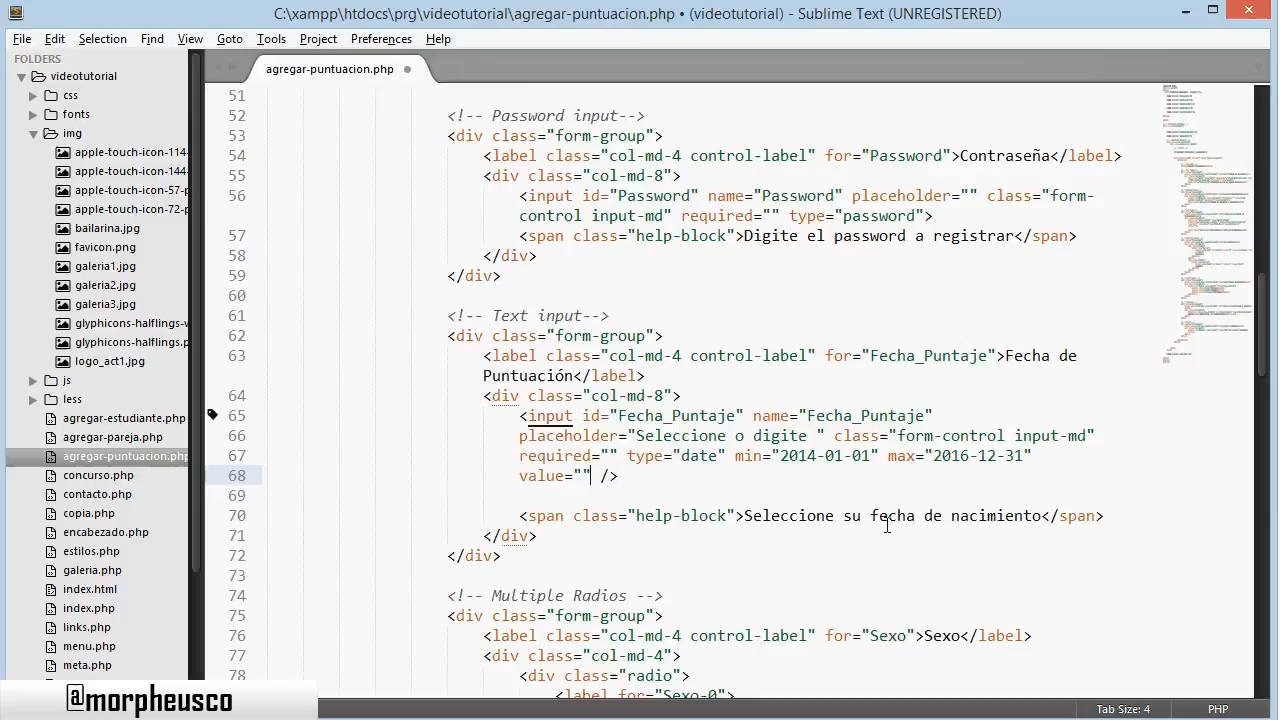 C:\xampp\htdocs\prg\videotutorial\agregar-puntuacion.php • (videotutorial) - Sublime Text (UNREGISTERED)
File Edit Selection Find View Goto Tools Project Preferences Help
FOLDERS
videotutorial
css
fonts
img
apple-touch-icon-114-
apple-touch-icon-144-
apple-touch-icon-57-p
apple-touch-icon-72-p
bailarina.jpg
favicon.png
galeria1.jpg
galeria2.jpg
galeria3.jpg
glyphicons-halflings-w
glyphicons-halflings.p
logo_act1.jpg
js
less
agregar-estudiante.php
agregar-pareja.php
agregar-puntuacion.php
concurso.php
contacto.php
copia.php
encabezado.php
estilos.php
galeria.php
index.html
index.php
links.php
menu.php
meta.php
agregar-puntuacion.php
51
52 <!-- Password input-->
53 <div class="form-group">
54 <label class="col-md-4 control-label" for="Password">Contraseña</label>
55 <div class="col-md-8">
56 <input id="Password" name="Password" placeholder="" class="form-
control input-md" required="" type="password">
57 <span class="help-block">Digite el password a registrar</span>
58 </div>
59 </div>
60
61 <!-- Text input-->
62 <div class="form-group">
63 <label class="col-md-4 control-label" for="Fecha_Puntaje">Fecha de
Puntuación</label>
64 <div class="col-md-8">
65 <input id="Fecha_Puntaje" name="Fecha_Puntaje"
66 placeholder="Seleccione o digite " class="form-control input-md"
67 required="" type="date" min="2014-01-01" max="2016-12-31"
68 value="" />
69
70 <span class="help-block">Seleccione su fecha de nacimiento</span>
71 </div>
72 </div>
73
74 <!-- Multiple Radios -->
75 <div class="form-group">
76 <label class="col-md-4 control-label" for="Sexo">Sexo</label>
77 <div class="col-md-4">
78 <div class="radio">
<label for="Sexo-0">
@morpheusco
Tab Size: 4 PHP